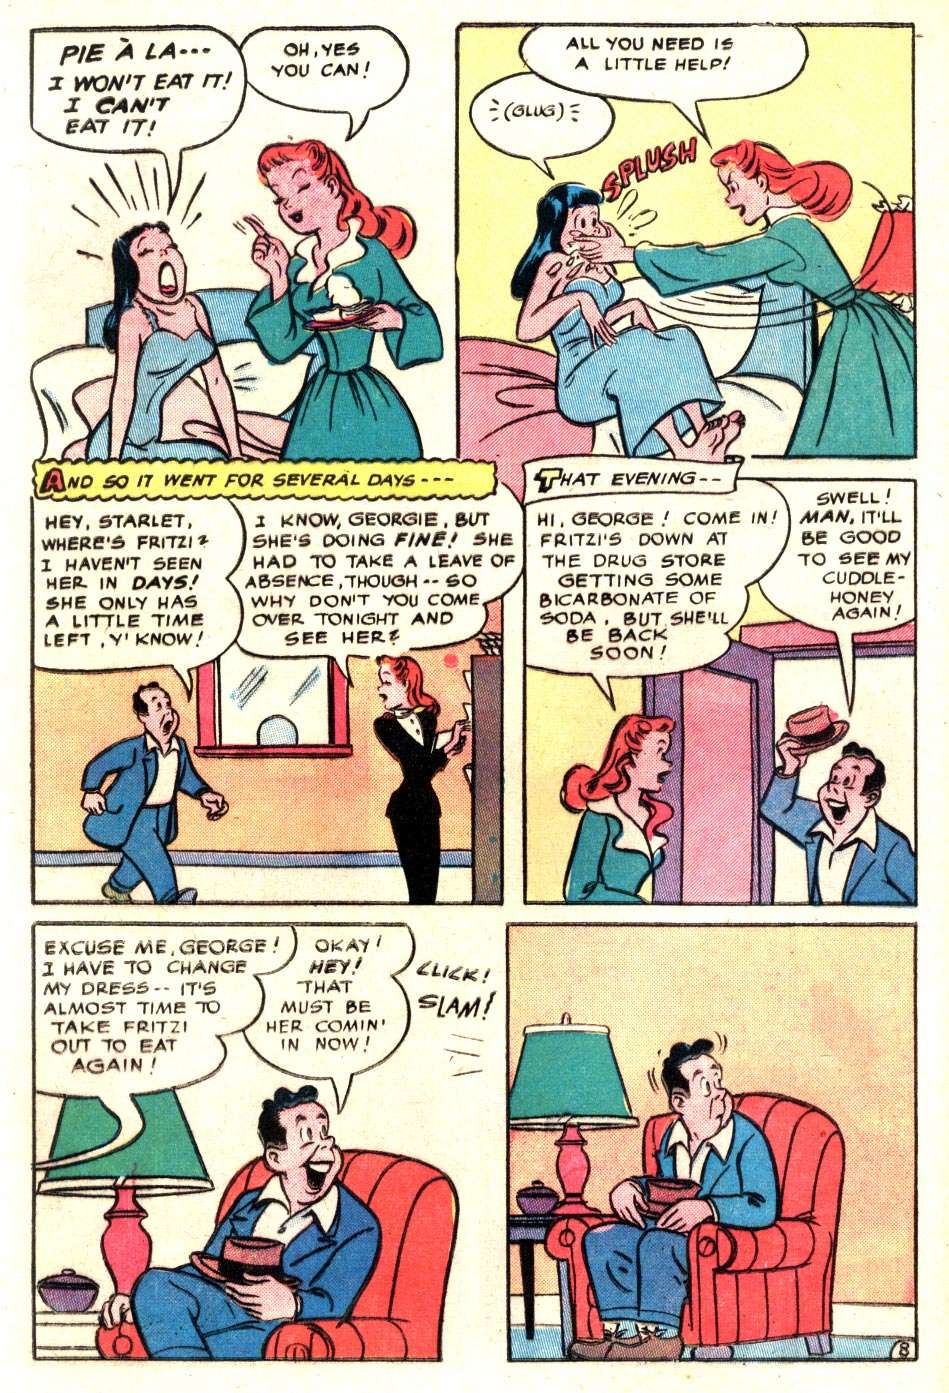 PIE À LA---
I WON'T EAT IT!
I CAN'T
EAT IT!
OH, YES
YOU CAN!
ALL YOU NEED IS
A LITTLE HELP!
(GLUG)
SPLUSH
AND SO IT WENT FOR SEVERAL DAYS---
HEY, STARLET,
WHERE'S FRITZI?
I HAVEN'T SEEN
HER IN DAYS!
SHE ONLY HAS
A LITTLE TIME
LEFT, Y' KNOW!
I KNOW, GEORGIE, BUT
SHE'S DOING FINE! SHE
HAD TO TAKE A LEAVE OF
ABSENCE, THOUGH -- SO
WHY DON'T YOU COME
OVER TONIGHT AND
SEE HER?
THAT EVENING--
HI, GEORGE! COME IN!
FRITZI'S DOWN AT
THE DRUG STORE
GETTING SOME
BICARBONATE OF
SODA, BUT SHE'LL
BE BACK
SOON!
SWELL!
MAN, IT'LL
BE GOOD
TO SEE MY
CUDDLE-
HONEY
AGAIN!
EXCUSE ME, GEORGE!
I HAVE TO CHANGE
MY DRESS -- IT'S
ALMOST TIME TO
TAKE FRITZI
OUT TO EAT
AGAIN!
OKAY!
HEY!
THAT
MUST BE
HER COMIN'
IN NOW!
CLICK!
SLAM!
8